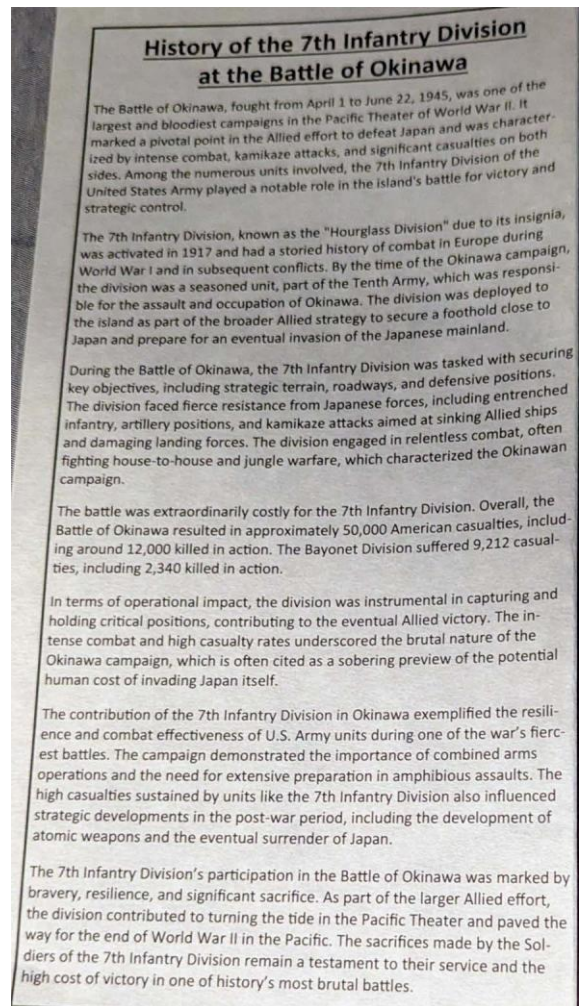 History of the 7th Infantry Division
at the Battle of Okinawa
The Battle of Okinawa, fought from April 1 to June 22, 1945, was one of the
largest and bloodiest campaigns in the Pacific Theater of World War II. It
marked a pivotal point in the Allied effort to defeat Japan and was character-
ized by intense combat, kamikaze attacks, and significant casualties on both
sides. Among the numerous units involved, the 7th Infantry Division of the
United States Army played a notable role in the island's battle for victory and
strategic control.
The 7th Infantry Division, known as the "Hourglass Division" due to its insignia,
was activated in 1917 and had a storied history of combat in Europe during
World War I and in subsequent conflicts. By the time of the Okinawa campaign,
the division was a seasoned unit, part of the Tenth Army, which was responsi-
ble for the assault and occupation of Okinawa. The division was deployed to
the island as part of the broader Allied strategy to secure a foothold close to
Japan and prepare for an eventual invasion of the Japanese mainland.
During the Battle of Okinawa, the 7th Infantry Division was tasked with securing
key objectives, including strategic terrain, roadways, and defensive positions.
The division faced fierce resistance from Japanese forces, including entrenched
infantry, artillery positions, and kamikaze attacks aimed at sinking Allied ships
and damaging landing forces. The division engaged in relentless combat, often
fighting house-to-house and jungle warfare, which characterized the Okinawan
campaign.
The battle was extraordinarily costly for the 7th Infantry Division. Overall, the
Battle of Okinawa resulted in approximately 50,000 American casualties, includ-
ing around 12,000 killed in action. The Bayonet Division suffered 9,212 casual-
ties, including 2,340 killed in action.
In terms of operational impact, the division was instrumental in capturing and
holding critical positions, contributing to the eventual Allied victory. The in-
tense combat and high casualty rates underscored the brutal nature of the
Okinawa campaign, which is often cited as a sobering preview of the potential
human cost of invading Japan itself.
The contribution of the 7th Infantry Division in Okinawa exemplified the resili-
ence and combat effectiveness of U.S. Army units during one of the war's fierc-
est battles. The campaign demonstrated the importance of combined arms
operations and the need for extensive preparation in amphibious assaults. The
high casualties sustained by units like the 7th Infantry Division also influenced
strategic developments in the post-war period, including the development of
atomic weapons and the eventual surrender of Japan.
The 7th Infantry Division's participation in the Battle of Okinawa was marked by
bravery, resilience, and significant sacrifice. As part of the larger Allied effort,
the division contributed to turning the tide in the Pacific Theater and paved the
way for the end of World War II in the Pacific. The sacrifices made by the Sol-
diers of the 7th Infantry Division remain a testament to their service and the
high cost of victory in one of history's most brutal battles.